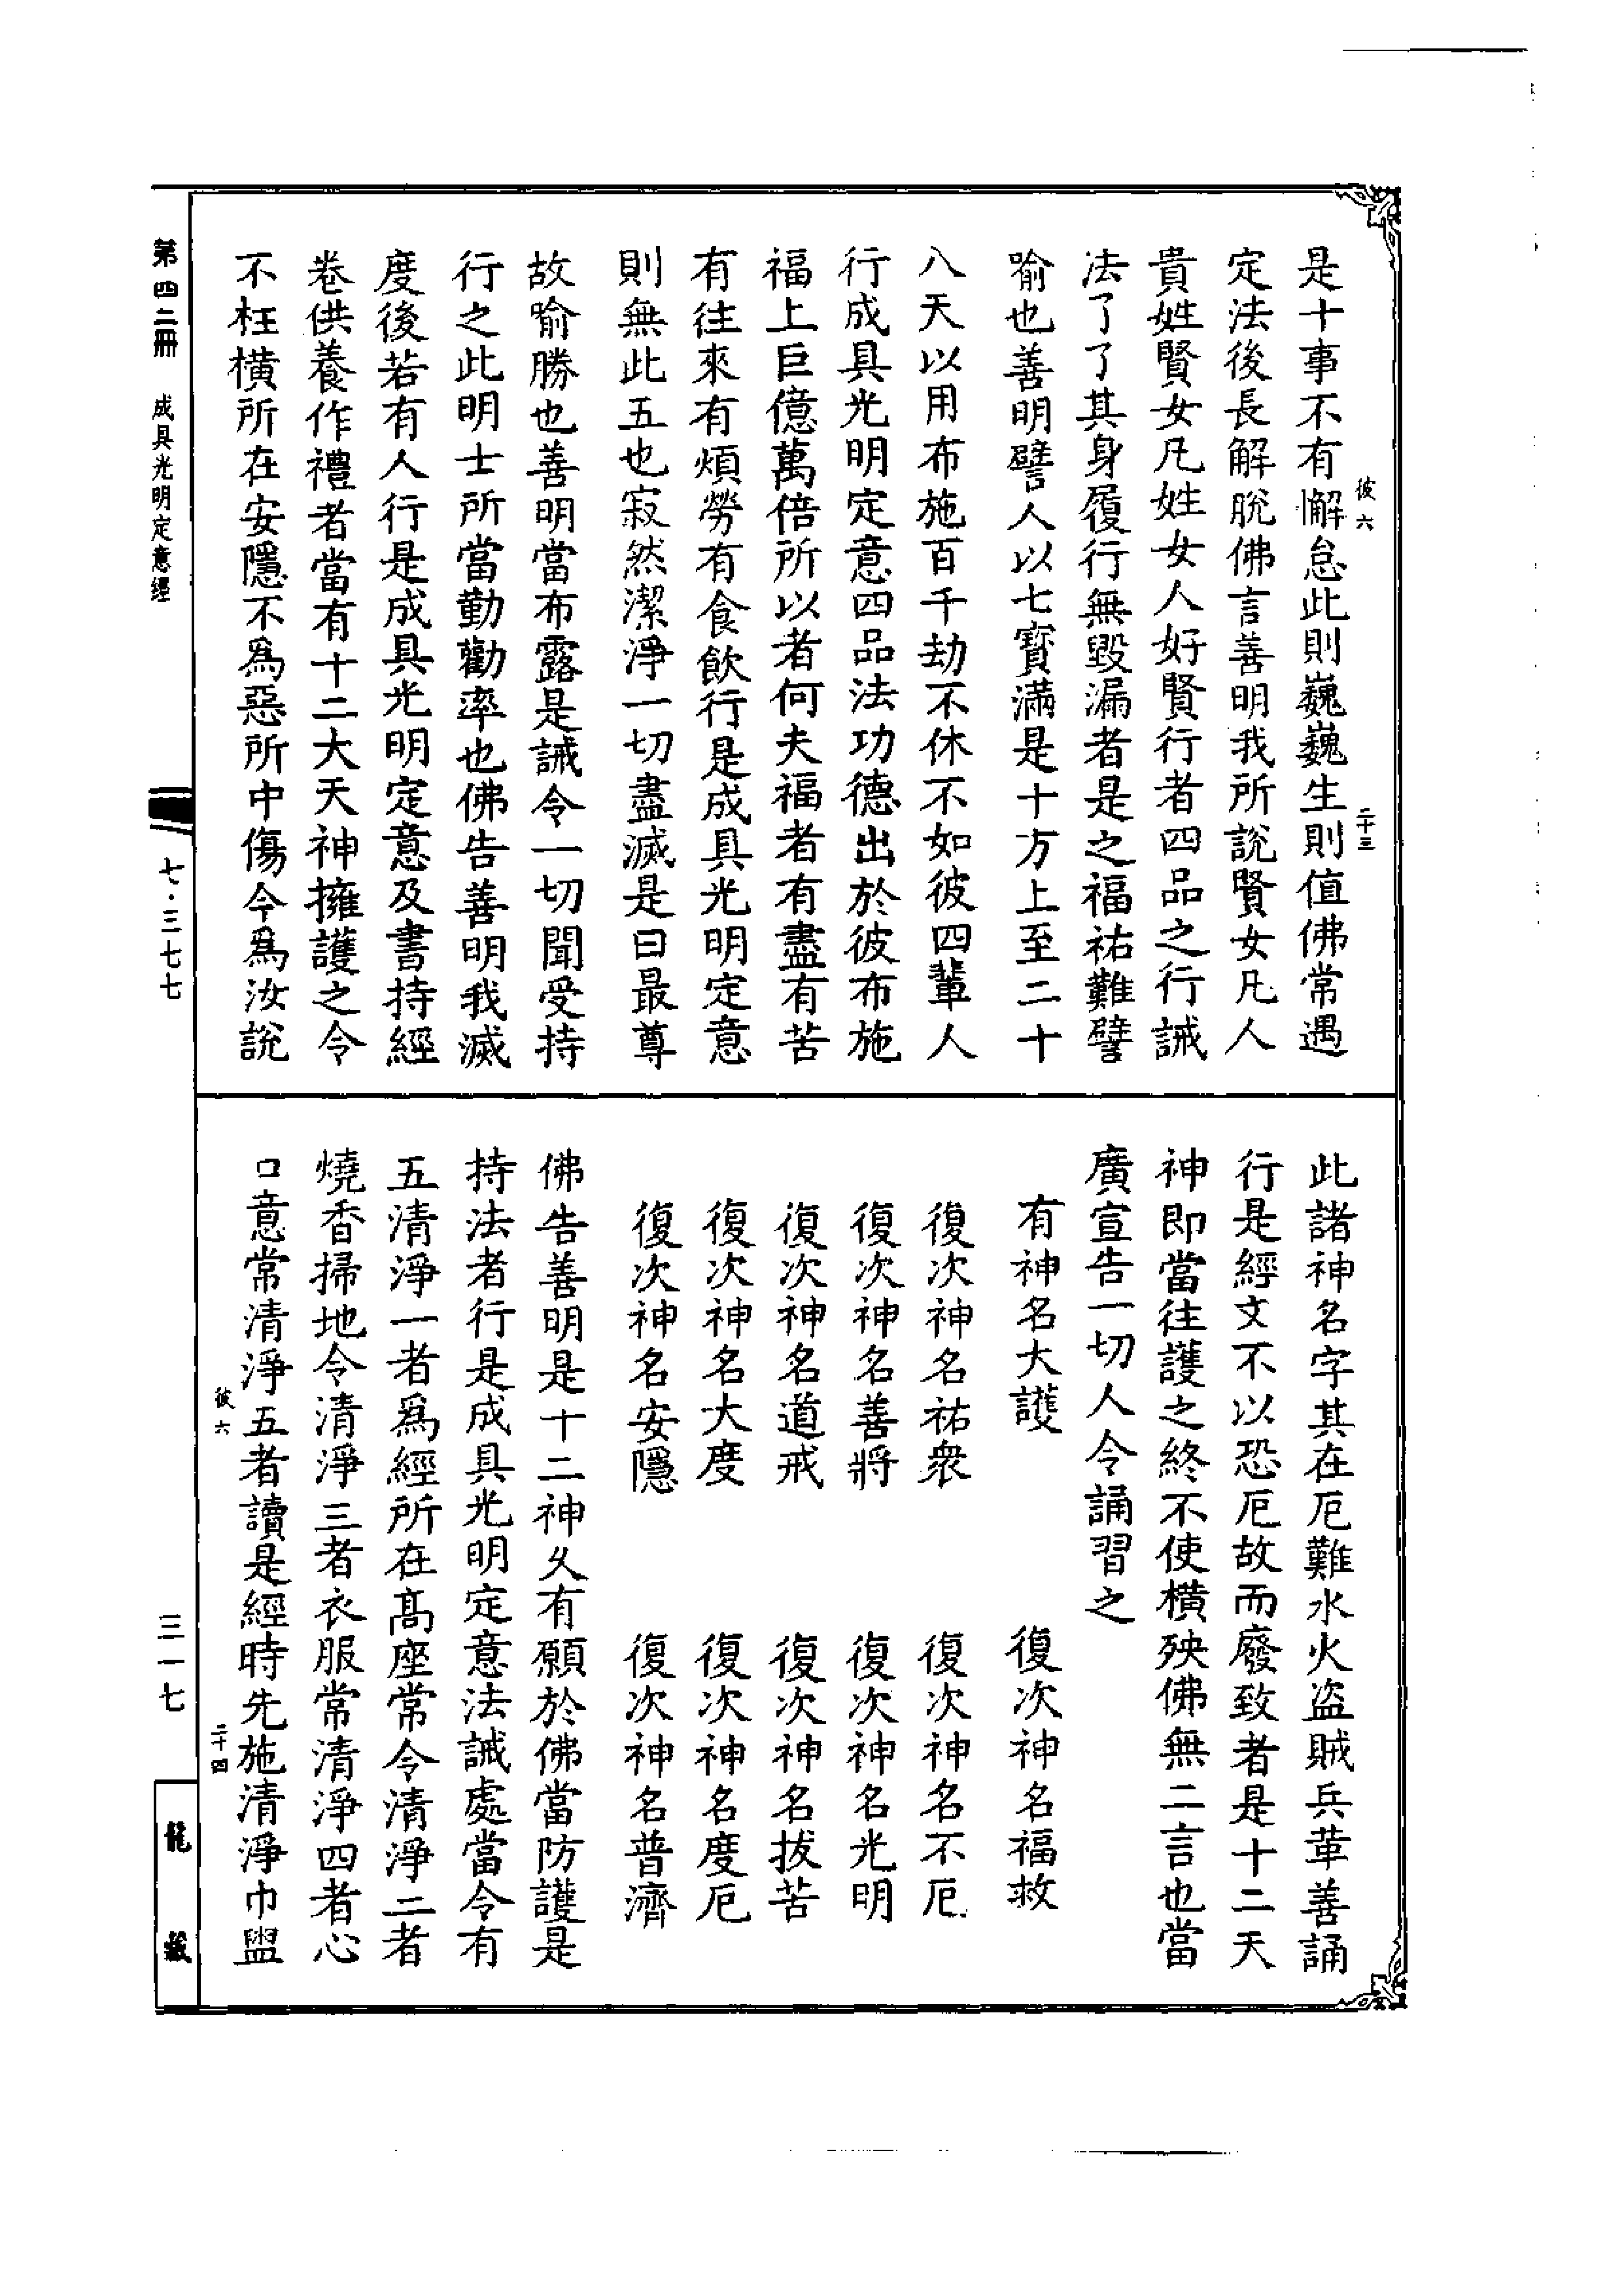 彼六　二十三
是十事不有懈怠此則巍巍生則值佛常遇
定法後長解脫佛言善明我所說賢女凡人
貴姓賢女凡姓女人好賢行者四品之行誡
法了了其身履行無毀漏者是之福祐難譬
喻也善明譬人以七寳滿是十方上至二十
八天以用布施百千劫不休不如彼四輩人
行成具光明定意四品法功德出於彼布施
福上巨億萬倍所以者何夫福者有盡有苦
有往來有煩勞有食飲行是成具光明定意
則無此五也寂然潔淨一切盡滅是曰最尊
故喻勝也善明當布露是誡令一切聞受持
行之此明士所當勤勸率也佛告善明我滅
度後若有人行是成具光明定意及書持經
卷供養作禮者當有十二大天神擁護之令
不枉橫所在安隱不爲惡所中傷今爲汝說
此諸神名字其在厄難水火盜賊兵革善誦
行是經文不以恐厄故而廢致者是十二天
神即當往護之終不使橫殃佛無二言也當
廣宣告一切人令誦習之
有神名大護　復次神名福救
復次神名祐衆　復次神名不厄
復次神名善將　復次神名光明
復次神名道戒　復次神名拔苦
復次神名大度　復次神名度厄
復次神名安隱　復次神名普濟
佛告善明是十二神久有願於佛當防護是
持法者行是成具光明定意法誡處當令有
五清淨一者爲經所在髙座常令清淨二者
燒香掃地令清淨三者衣服常清淨四者心
口意常清淨五者讀是經時先施清淨巾盥
彼六　二十四
第四二冊　成具光明定意經
七·三七七
三一七
龍藏